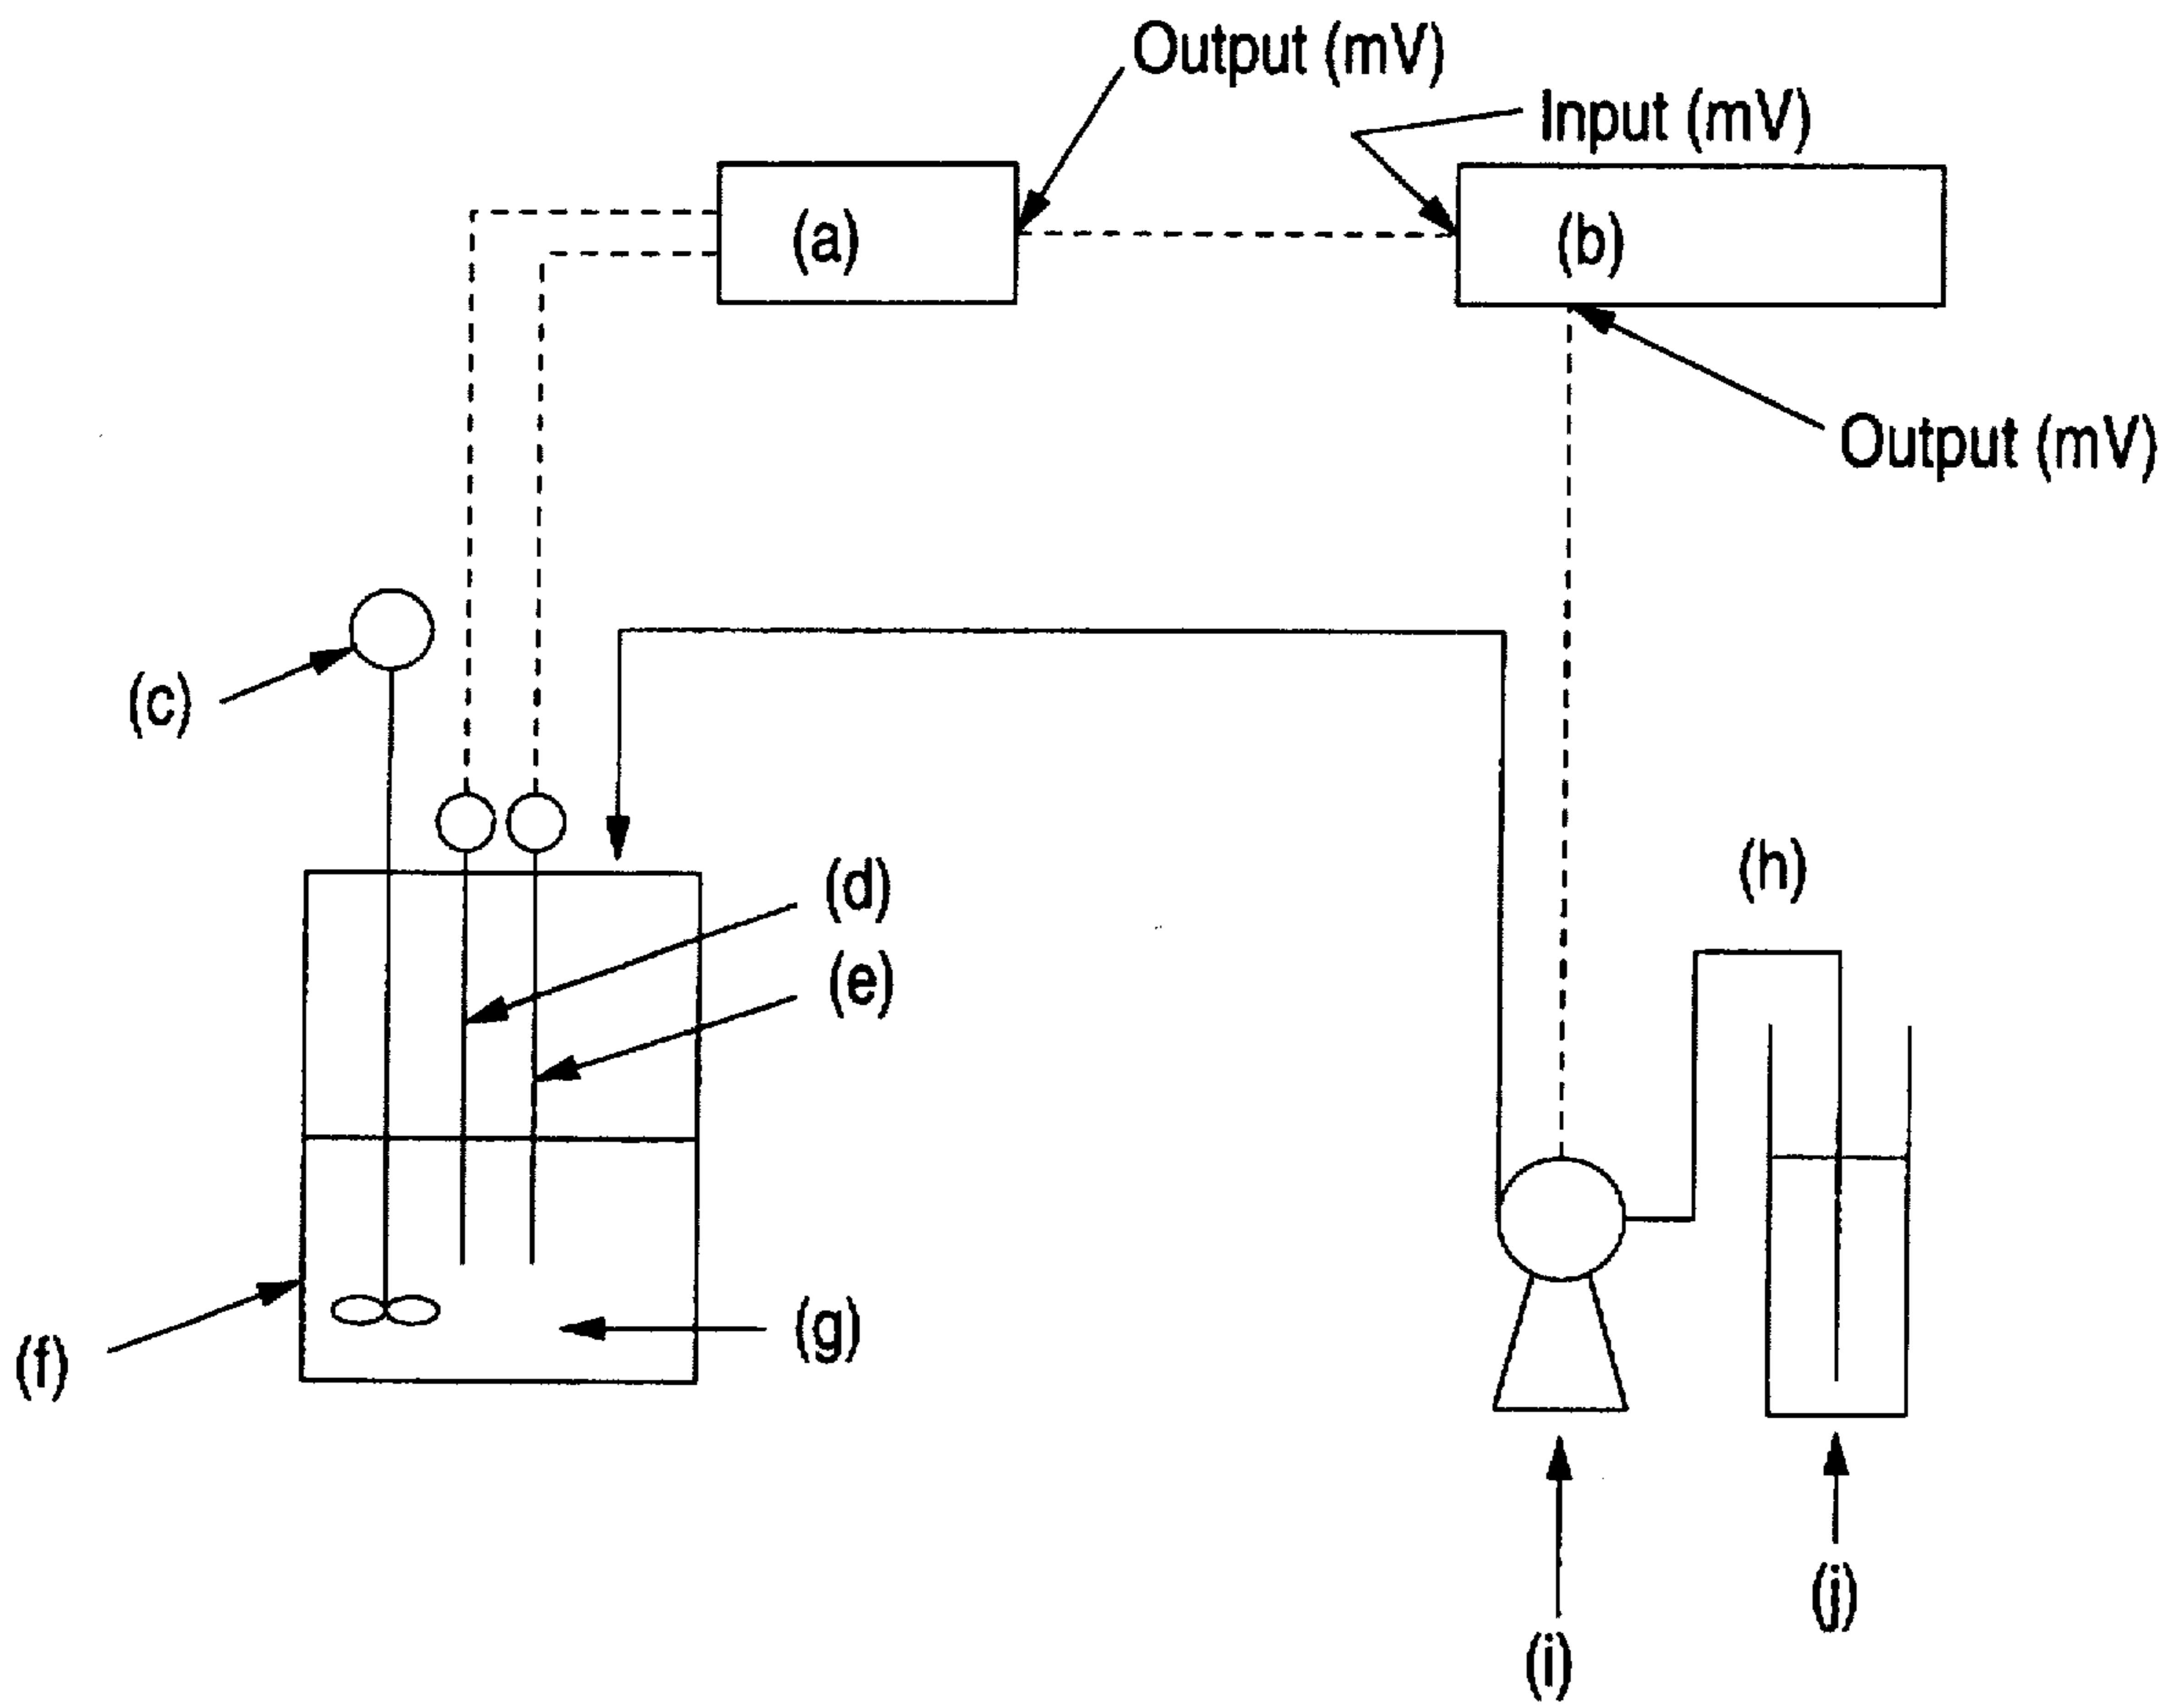 Output (mV)
Input (mV)
(a)
(b)
Output (mV)
(c)
(h)
(d)
(e)
(g)
(f)
(j)
(i)